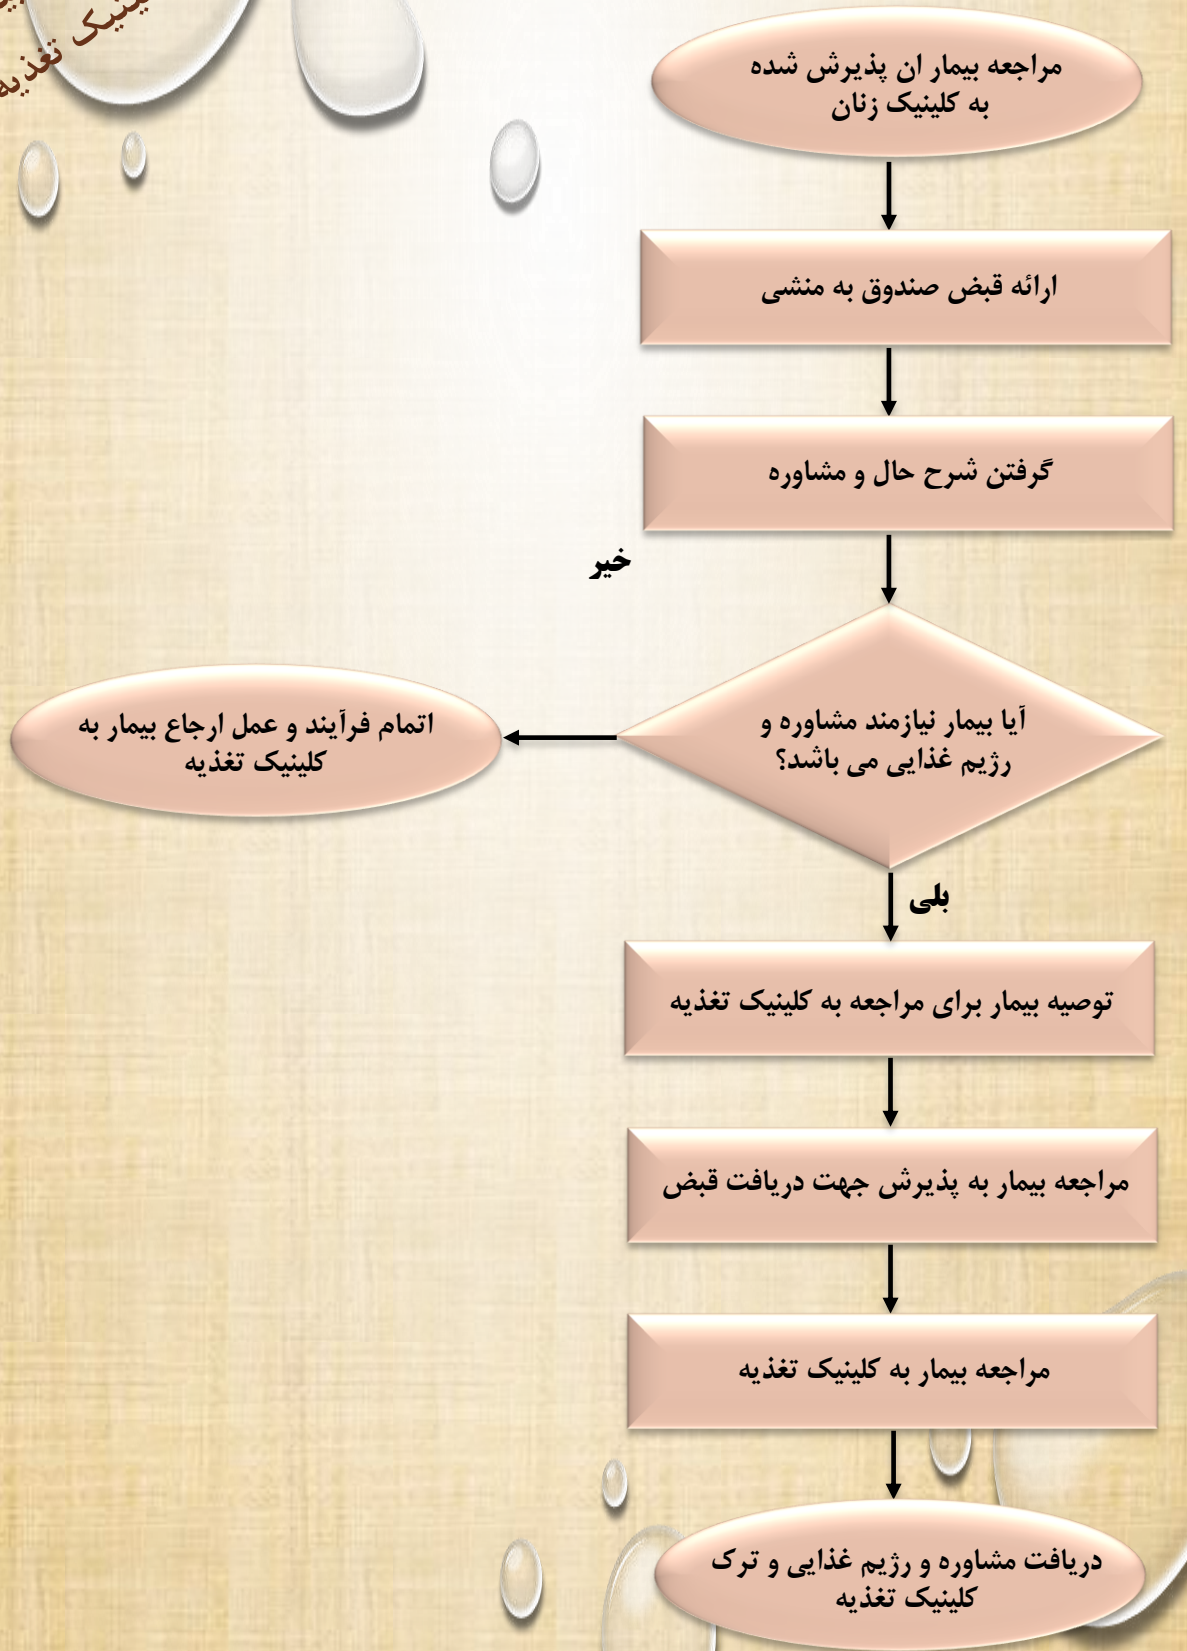 کلینیک تغذیه
مراجعه بیمار ان پذیرش شده
به کلینیک زنان
ارائه قبض صندوق به منشی
گرفتن شرح حال و مشاوره
خیر
آیا بیمار نیازمند مشاوره و
رژیم غذایی می باشد؟
اتمام فرآیند و عمل ارجاع بیمار به
کلینیک تغذیه
بلی
توصیه بیمار برای مراجعه به کلینیک تغذیه
مراجعه بیمار به پذیرش جهت دریافت قبض
مراجعه بیمار به کلینیک تغذیه
دریافت مشاوره و رژیم غذایی و ترک
کلینیک تغذیه